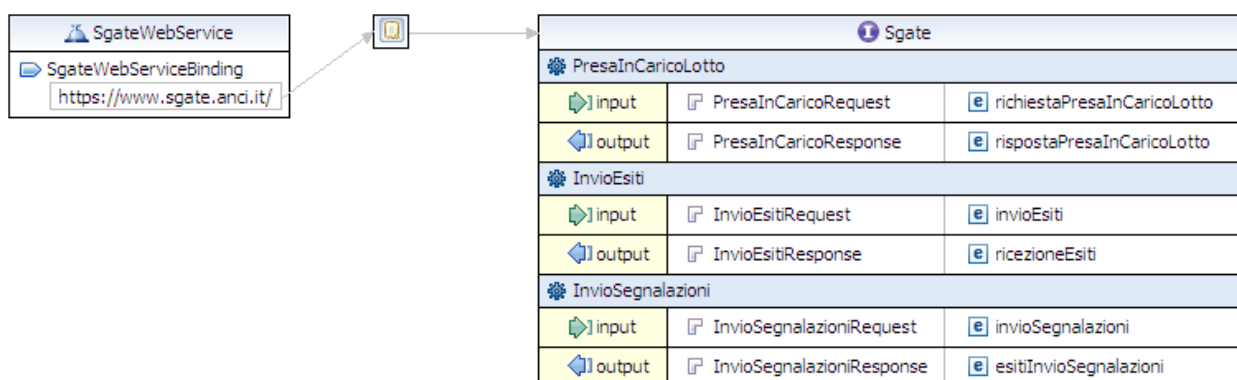 SgateWebService
SgateWebServiceBinding
https://www.sgate.anci.it/
Sgate
PresaInCaricoLotto
input PresaInCaricoRequest richiestaPresaInCaricoLotto
output PresaInCaricoResponse rispostaPresaInCaricoLotto
InvioEsiti
input InvioEsitiRequest invioEsiti
output InvioEsitiResponse ricezioneEsiti
InvioSegnalazioni
input InvioSegnalazioniRequest invioSegnalazioni
output InvioSegnalazioniResponse esitiInvioSegnalazioni